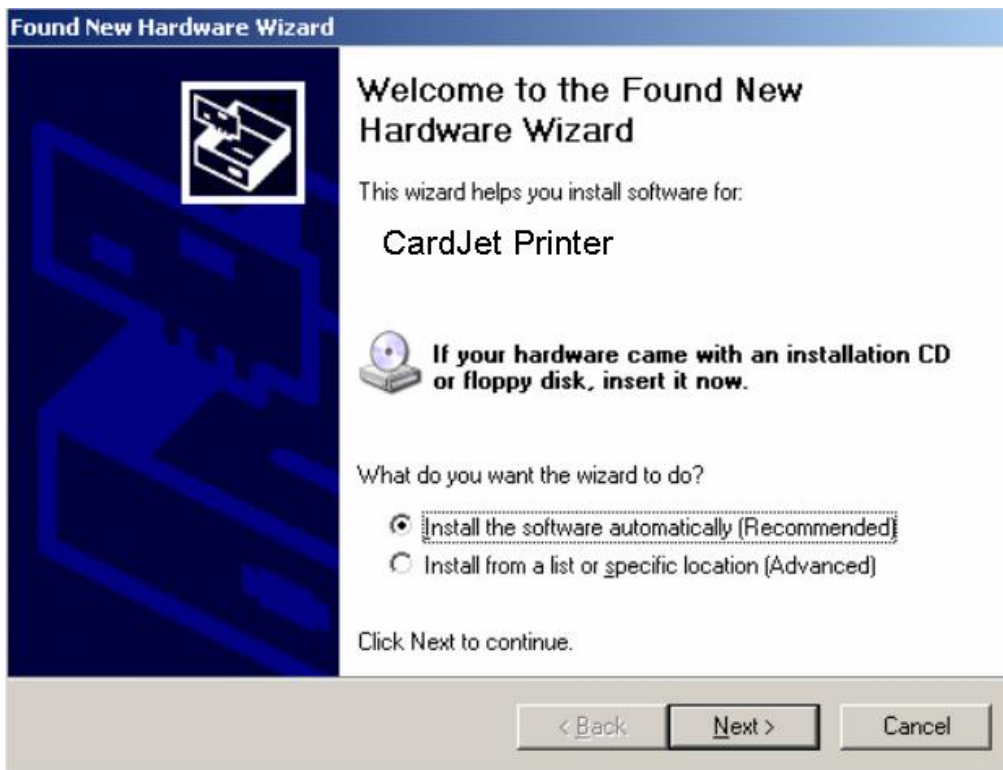 Found New Hardware Wizard
Welcome to the Found New
Hardware Wizard
This wizard helps you install software for:
CardJet Printer
If your hardware came with an installation CD
or floppy disk, insert it now.
What do you want the wizard to do?
Install the software automatically (Recommended)
Install from a list or specific location (Advanced)
Click Next to continue.
< Back Next > Cancel